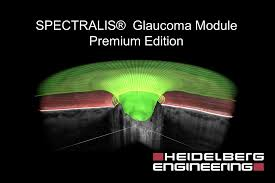 SPECTRALIS® Glaucoma Module
Premium Edition
HEIDELBERG
ENGINEERING